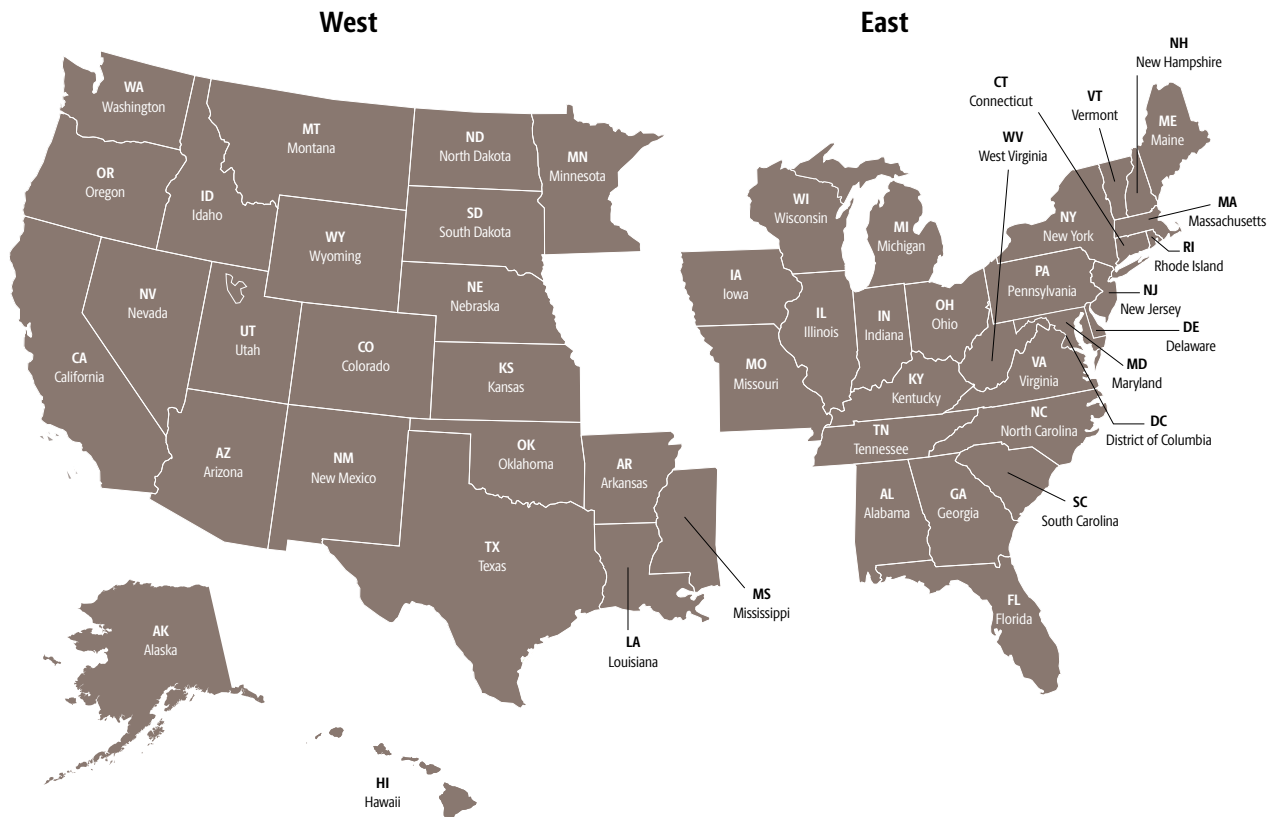 West
East
WA
Washington
OR
Oregon
ID
Idaho
MT
Montana
ND
North Dakota
MN
Minnesota
SD
South Dakota
WY
Wyoming
NE
Nebraska
NV
Nevada
UT
Utah
CO
Colorado
KS
Kansas
CA
California
AZ
Arizona
NM
New Mexico
OK
Oklahoma
AR
Arkansas
TX
Texas
MS
Mississippi
LA
Louisiana
AK
Alaska
HI
Hawaii
NH
New Hampshire
CT
Connecticut
VT
Vermont
ME
Maine
WV
West Virginia
WI
Wisconsin
MI
Michigan
NY
New York
MA
Massachusetts
RI
Rhode Island
IA
Iowa
PA
Pennsylvania
NJ
New Jersey
IL
Illinois
IN
Indiana
OH
Ohio
DE
Delaware
MO
Missouri
KY
Kentucky
VA
Virginia
MD
Maryland
TN
Tennessee
NC
North Carolina
DC
District of Columbia
AL
Alabama
GA
Georgia
SC
South Carolina
FL
Florida